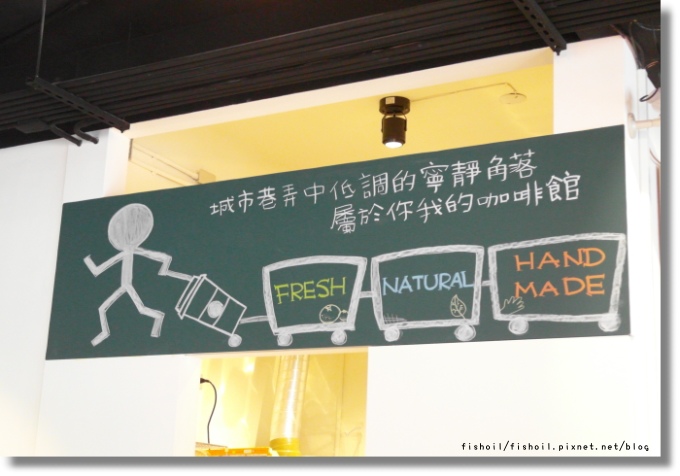 城市巷弄中低調的寧靜角落
屬於你我的咖啡館
FRESH
NATURAL
HAND
MADE
fishoil/fishoil.pixnet.net/blog